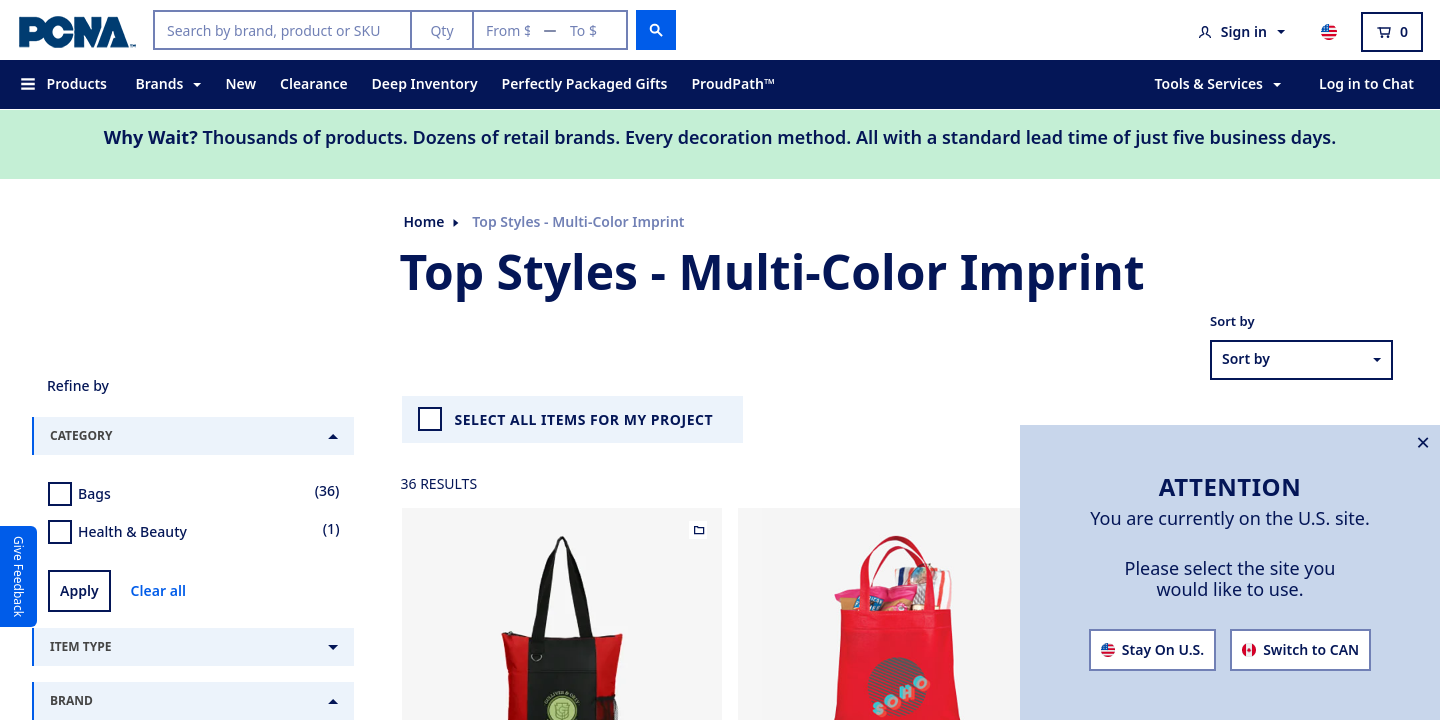 PCNA
Search by brand, product or SKU
Qty
From $ — To $
Sign in
0
Products
Brands
New
Clearance
Deep Inventory
Perfectly Packaged Gifts
ProudPath™
Tools & Services
Log in to Chat
Why Wait? Thousands of products. Dozens of retail brands. Every decoration method. All with a standard lead time of just five business days.
Home
Top Styles - Multi-Color Imprint
Top Styles - Multi-Color Imprint
Sort by
Sort by
Refine by
CATEGORY
Bags (36)
Health & Beauty (1)
Apply
Clear all
ITEM TYPE
BRAND
Give Feedback
SELECT ALL ITEMS FOR MY PROJECT
36 RESULTS
SOHO
ATTENTION
You are currently on the U.S. site.
Please select the site you
would like to use.
Stay On U.S.
Switch to CAN